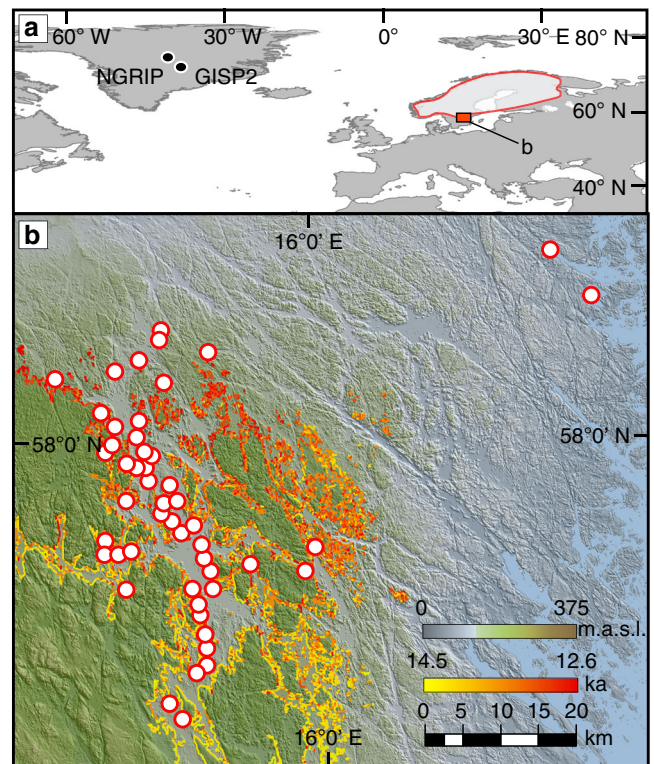 a
60° W 30° W 0° 30° E 80° N
NGRIP GISP2
60° N
b
40° N
b
16°0' E
58°0' N 58°0' N
0 375
m.a.s.l.
14.5 12.6
ka
0 5 10 15 20
km
16°0' E